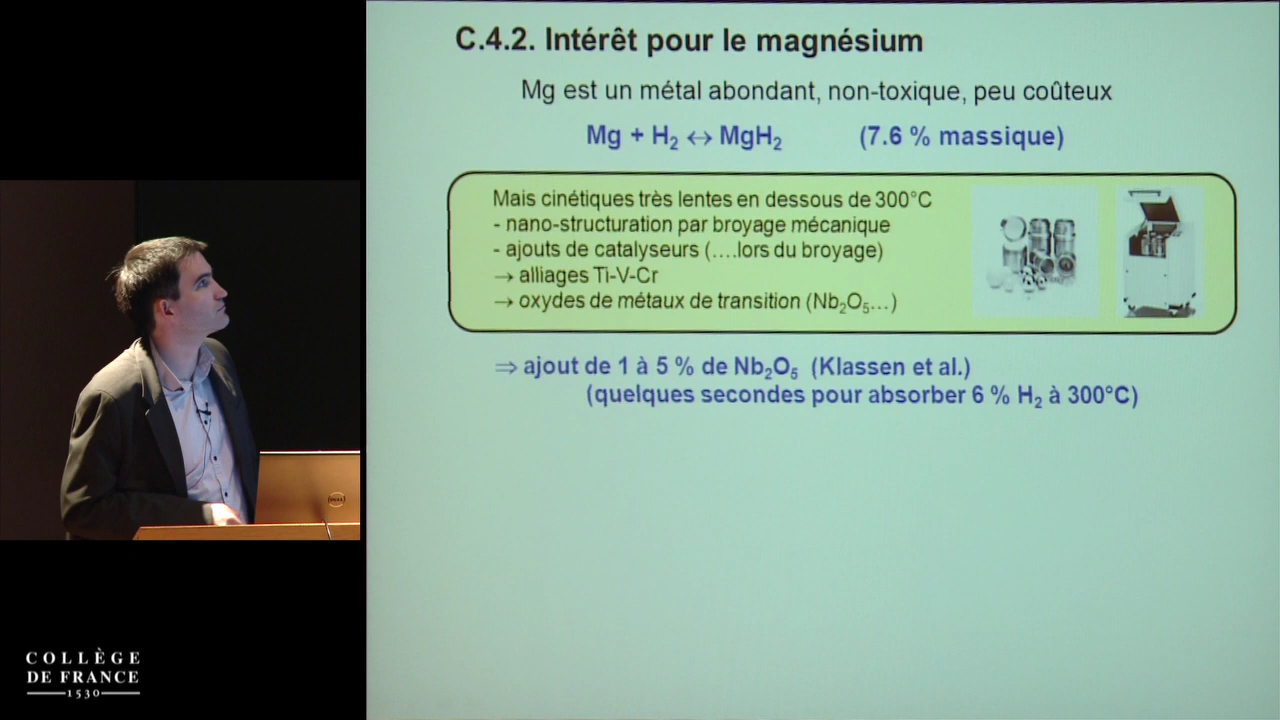 C.4.2. Intérêt pour le magnésium
Mg est un métal abondant, non-toxique, peu coûteux
Mg + H₂ ↔ MgH₂ (7.6 % massique)
Mais cinétiques très lentes en dessous de 300°C
- nano-structuration par broyage mécanique
- ajouts de catalyseurs (….lors du broyage)
→ alliages Ti-V-Cr
→ oxydes de métaux de transition (Nb₂O₅…)
⇒ ajout de 1 à 5 % de Nb₂O₅ (Klassen et al.)
(quelques secondes pour absorber 6 % H₂ à 300°C)
DELL
COLLÈGE
DE FRANCE
1530